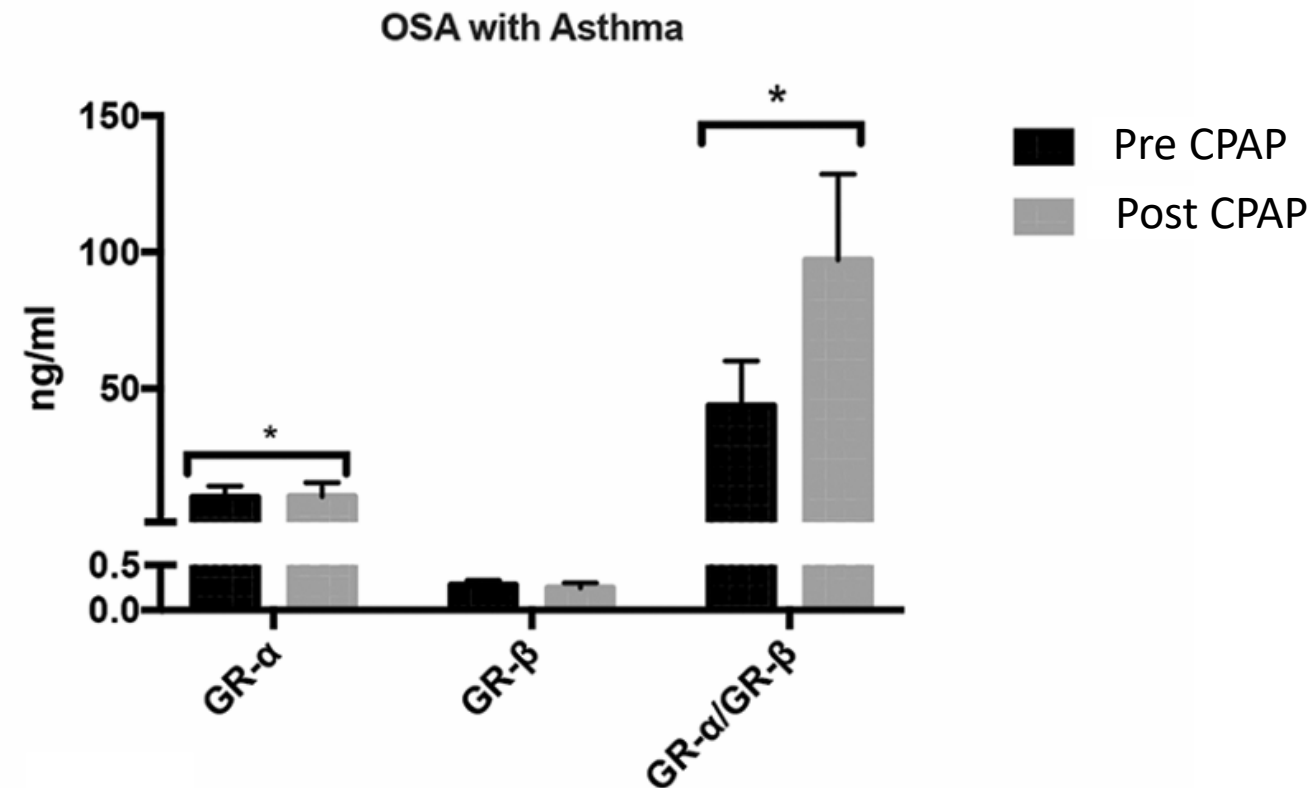 OSA with Asthma
*
Pre CPAP
Post CPAP
150
100
50
0.5
0.0
ng/ml
*
GR-α
GR-β
GR-α/GR-β